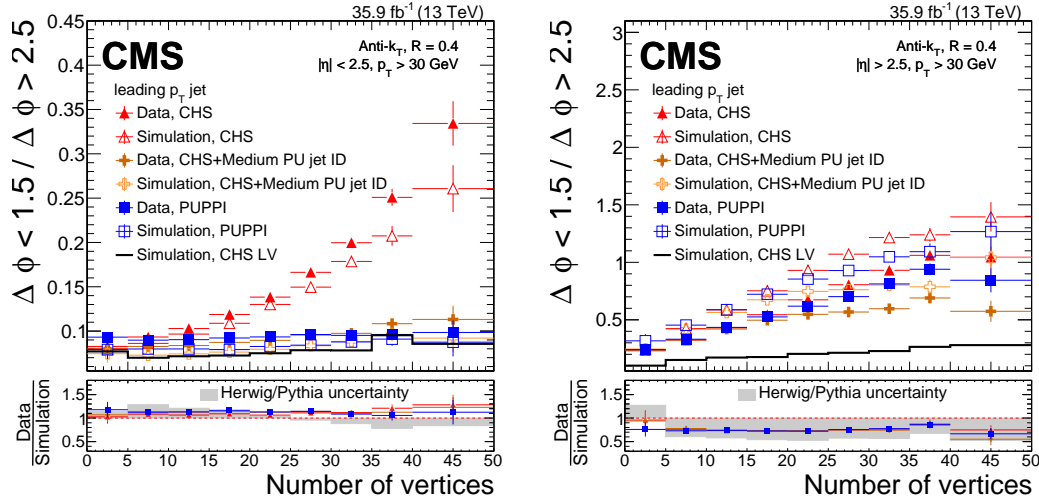 35.9 fb⁻¹ (13 TeV)
CMS
Anti-k_T, R = 0.4
|η| < 2.5, p_T > 30 GeV
leading p_T jet
Data, CHS
Simulation, CHS
Data, CHS+Medium PU jet ID
Simulation, CHS+Medium PU jet ID
Data, PUPPI
Simulation, PUPPI
Simulation, CHS LV
Δ ϕ < 1.5 / Δ ϕ > 2.5
0.45
0.4
0.35
0.3
0.25
0.2
0.15
0.1
Herwig/Pythia uncertainty
Data
Simulation
1.5
1.0
0.5
0 5 10 15 20 25 30 35 40 45 50
Number of vertices
35.9 fb⁻¹ (13 TeV)
CMS
Anti-k_T, R = 0.4
|η| > 2.5, p_T > 30 GeV
leading p_T jet
Data, CHS
Simulation, CHS
Data, CHS+Medium PU jet ID
Simulation, CHS+Medium PU jet ID
Data, PUPPI
Simulation, PUPPI
Simulation, CHS LV
Δ ϕ < 1.5 / Δ ϕ > 2.5
3
2.5
2
1.5
1
0.5
Herwig/Pythia uncertainty
Data
Simulation
1.5
1.0
0.5
0 5 10 15 20 25 30 35 40 45 50
Number of vertices